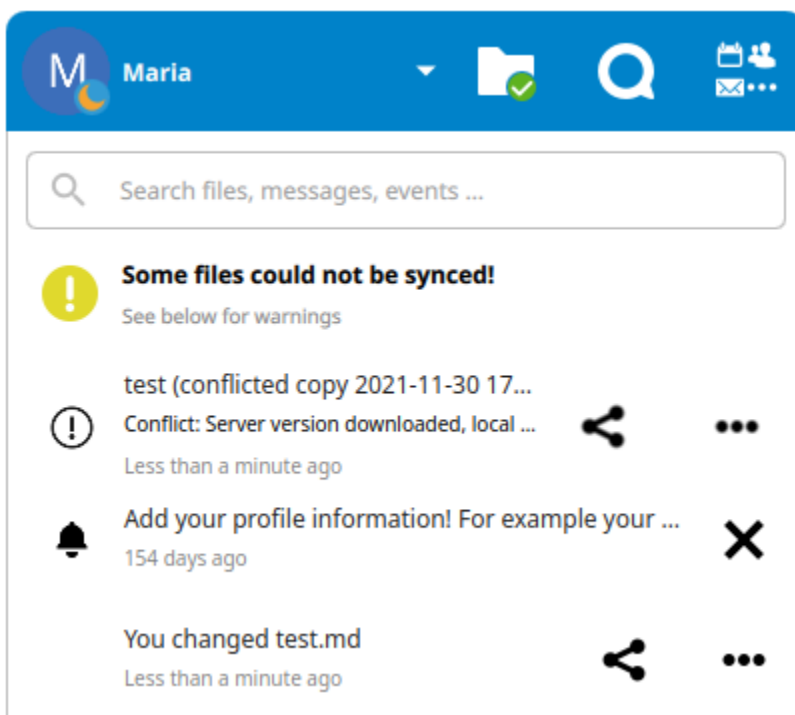 M
Maria
Search files, messages, events ...
Some files could not be synced!
See below for warnings
test (conflicted copy 2021-11-30 17...
Conflict: Server version downloaded, local ...
Less than a minute ago
Add your profile information! For example your ...
154 days ago
You changed test.md
Less than a minute ago